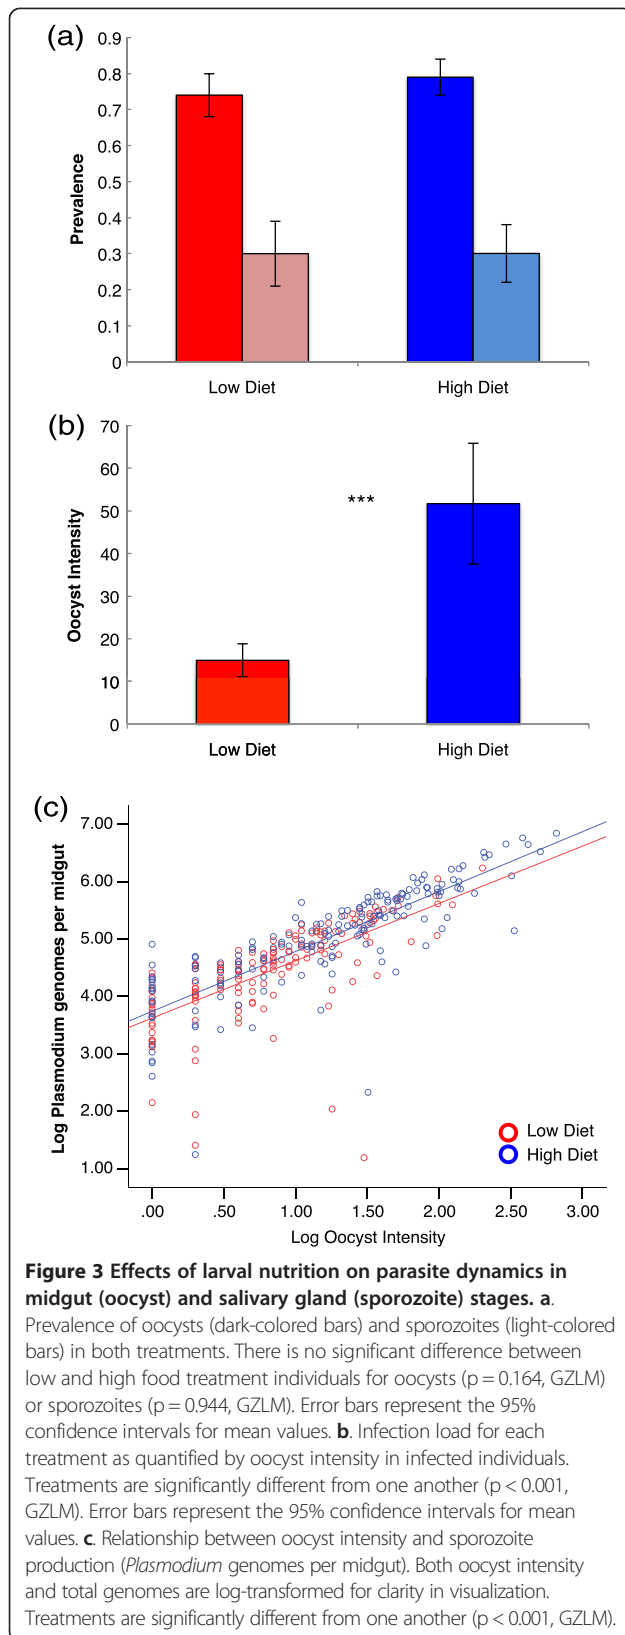 (a)
0.9
0.8
0.7
0.6
0.5
0.4
0.3
0.2
0.1
0
Prevalence
Low Diet
High Diet
(b)
70
60
50
40
30
20
10
0
Oocyst Intensity
***
Low Diet
High Diet
(c)
7.00
6.00
5.00
4.00
3.00
2.00
1.00
Log Plasmodium genomes per midgut
Low Diet
High Diet
.00
.50
1.00
1.50
2.00
2.50
3.00
Log Oocyst Intensity
Figure 3 Effects of larval nutrition on parasite dynamics in
midgut (oocyst) and salivary gland (sporozoite) stages. a.
Prevalence of oocysts (dark-colored bars) and sporozoites (light-colored
bars) in both treatments. There is no significant difference between
low and high food treatment individuals for oocysts (p = 0.164, GZLM)
or sporozoites (p = 0.944, GZLM). Error bars represent the 95%
confidence intervals for mean values. b. Infection load for each
treatment as quantified by oocyst intensity in infected individuals.
Treatments are significantly different from one another (p < 0.001,
GZLM). Error bars represent the 95% confidence intervals for mean
values. c. Relationship between oocyst intensity and sporozoite
production (Plasmodium genomes per midgut). Both oocyst intensity
and total genomes are log-transformed for clarity in visualization.
Treatments are significantly different from one another (p < 0.001, GZLM).